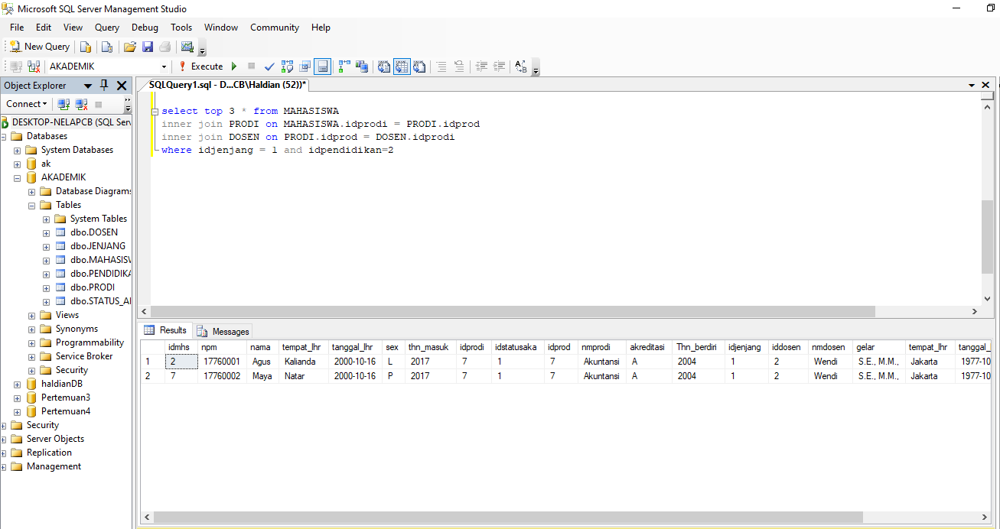 Microsoft SQL Server Management Studio
File Edit View Query Debug Tools Window Community Help
New Query
AKADEMIK Execute
Object Explorer
Connect
DESKTOP-NELAPCB (SQL Serv
Databases
System Databases
ak
AKADEMIK
Database Diagrams
Tables
System Tables
dbo.DOSEN
dbo.JENJANG
dbo.MAHASISW
dbo.PENDIDIKA
dbo.PRODI
dbo.STATUS_AI
Views
Synonyms
Programmability
Service Broker
Security
haldianDB
Pertemuan3
Pertemuan4
Security
Server Objects
Replication
Management
SQLQuery1.sql - D...CB\Haldian (52))*
select top 3 * from MAHASISWA
inner join PRODI on MAHASISWA.idprodi = PRODI.idprod
inner join DOSEN on PRODI.idprod = DOSEN.idprodi
where idjenjang = 1 and idpendidikan=2
Results Messages
idmhs npm nama tempat_lhr tanggal_lhr sex thn_masuk idprodi idstatusaka idprod nmprodi akreditasi Thn_berdiri idjenjang iddosen nmdosen gelar tempat_lhr tanggal_l
1 2 17760001 Agus Kalianda 2000-10-16 L 2017 7 1 7 Akuntansi A 2004 1 2 Wendi S.E., M.M., Jakarta 1977-10
2 7 17760002 Maya Natar 2000-10-16 P 2017 7 1 7 Akuntansi A 2004 1 2 Wendi S.E., M.M., Jakarta 1977-10